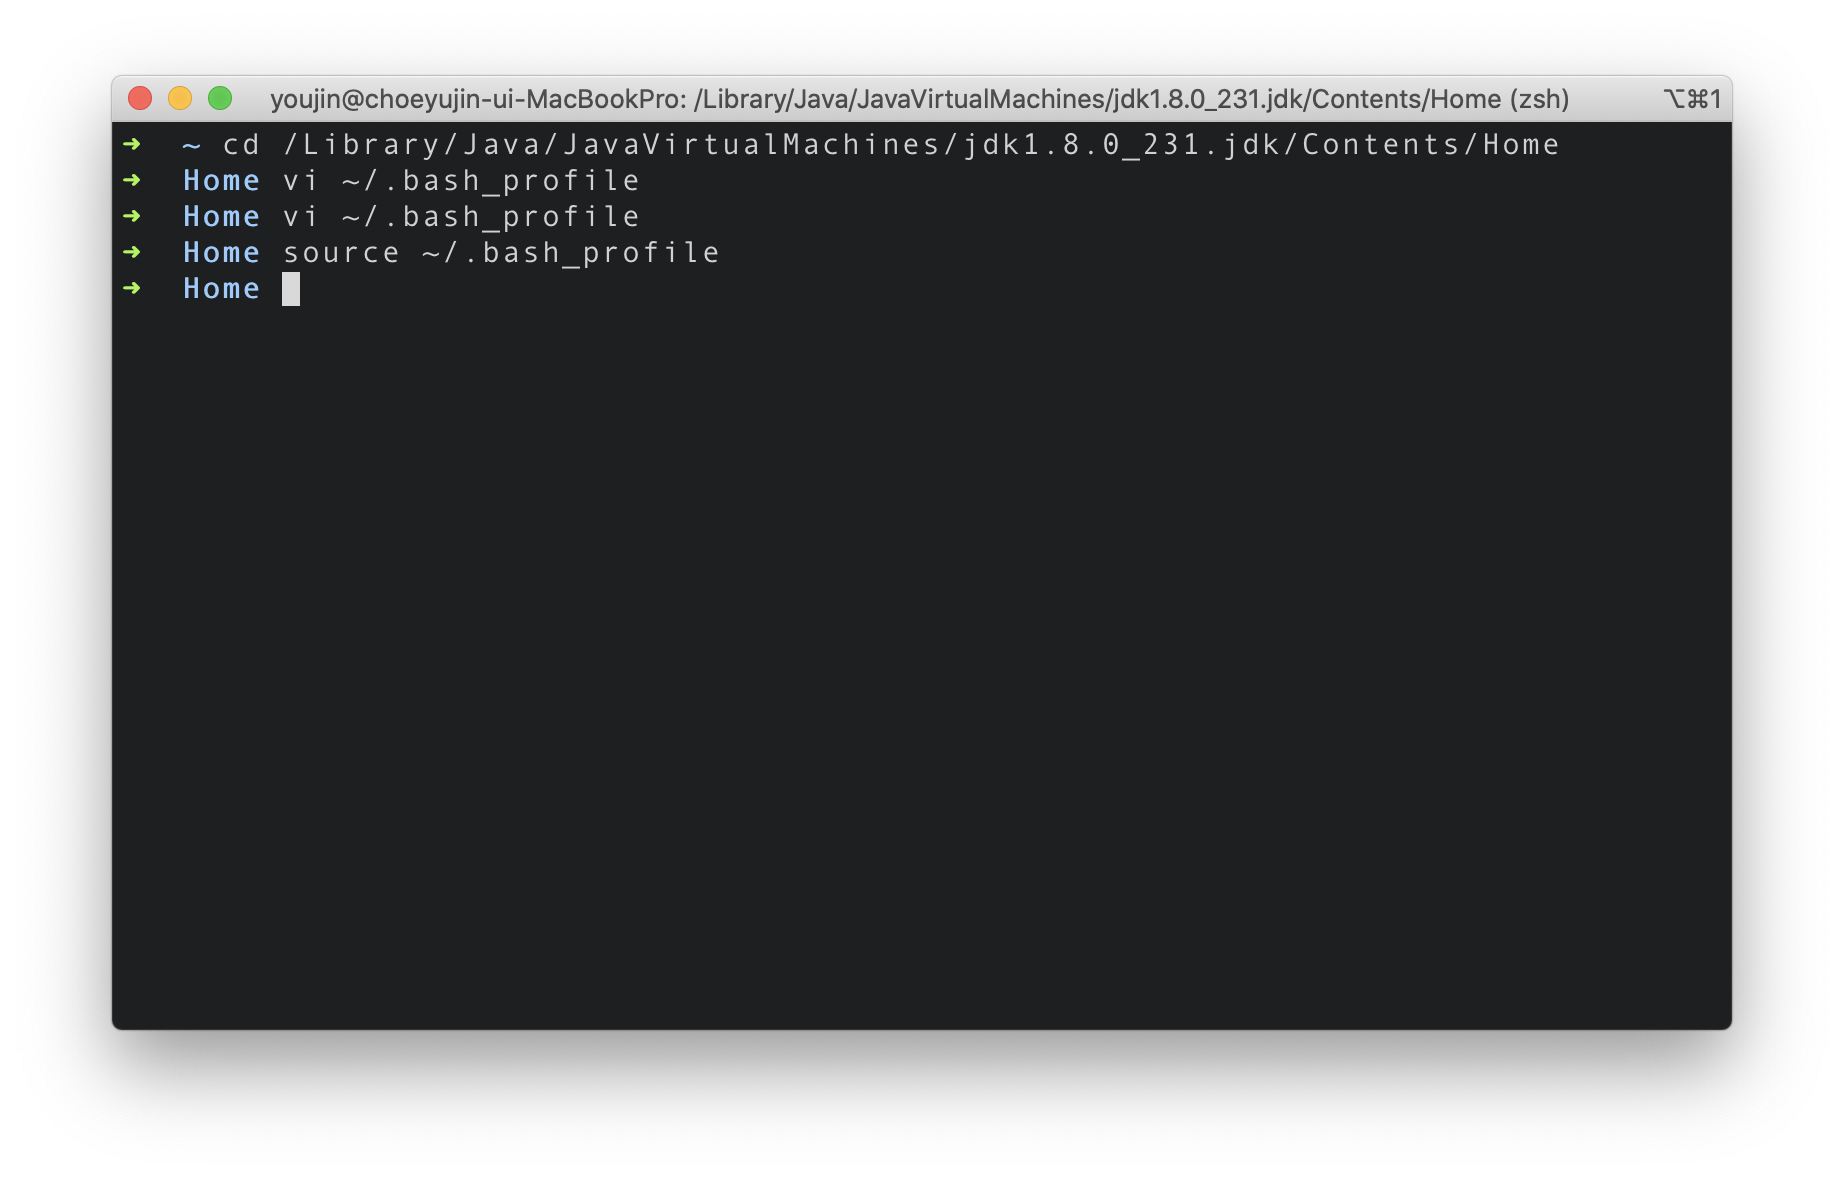 youjin@choeyujin-ui-MacBookPro: /Library/Java/JavaVirtualMachines/jdk1.8.0_231.jdk/Contents/Home (zsh) ⌥⌘1
➜ ~ cd /Library/Java/JavaVirtualMachines/jdk1.8.0_231.jdk/Contents/Home
➜ Home vi ~/.bash_profile
➜ Home vi ~/.bash_profile
➜ Home source ~/.bash_profile
➜ Home